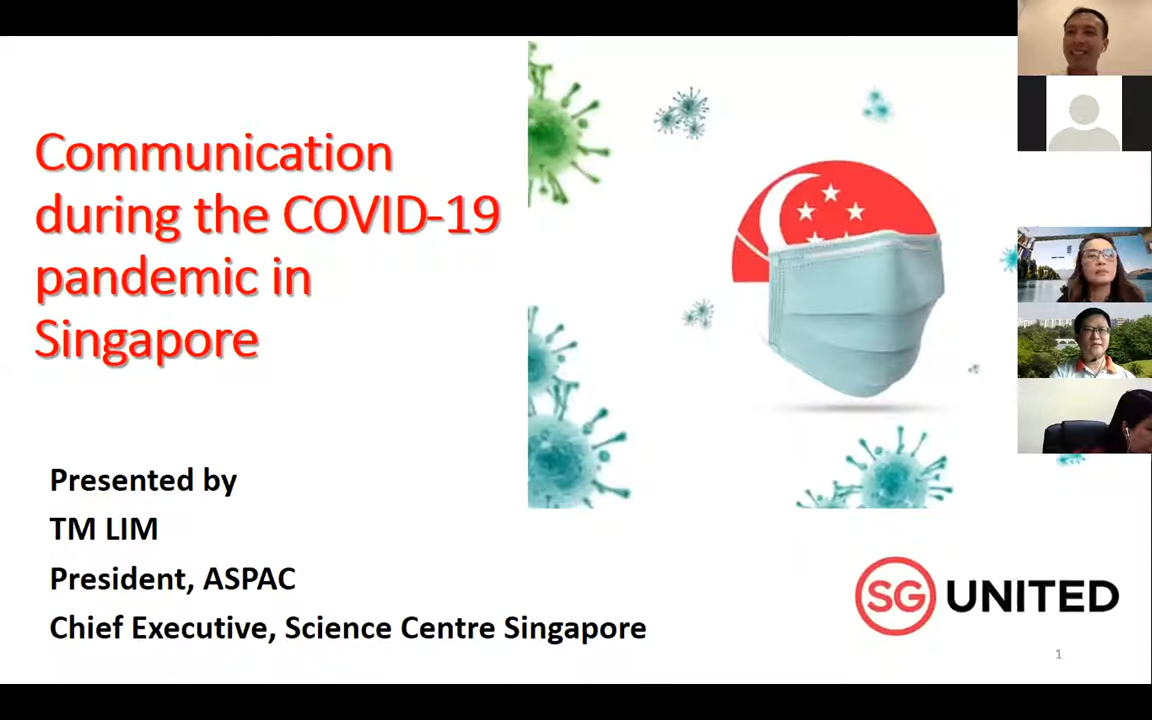 Communication
during the COVID-19
pandemic in
Singapore
Presented by
TM LIM
President, ASPAC
Chief Executive, Science Centre Singapore
SG UNITED
1